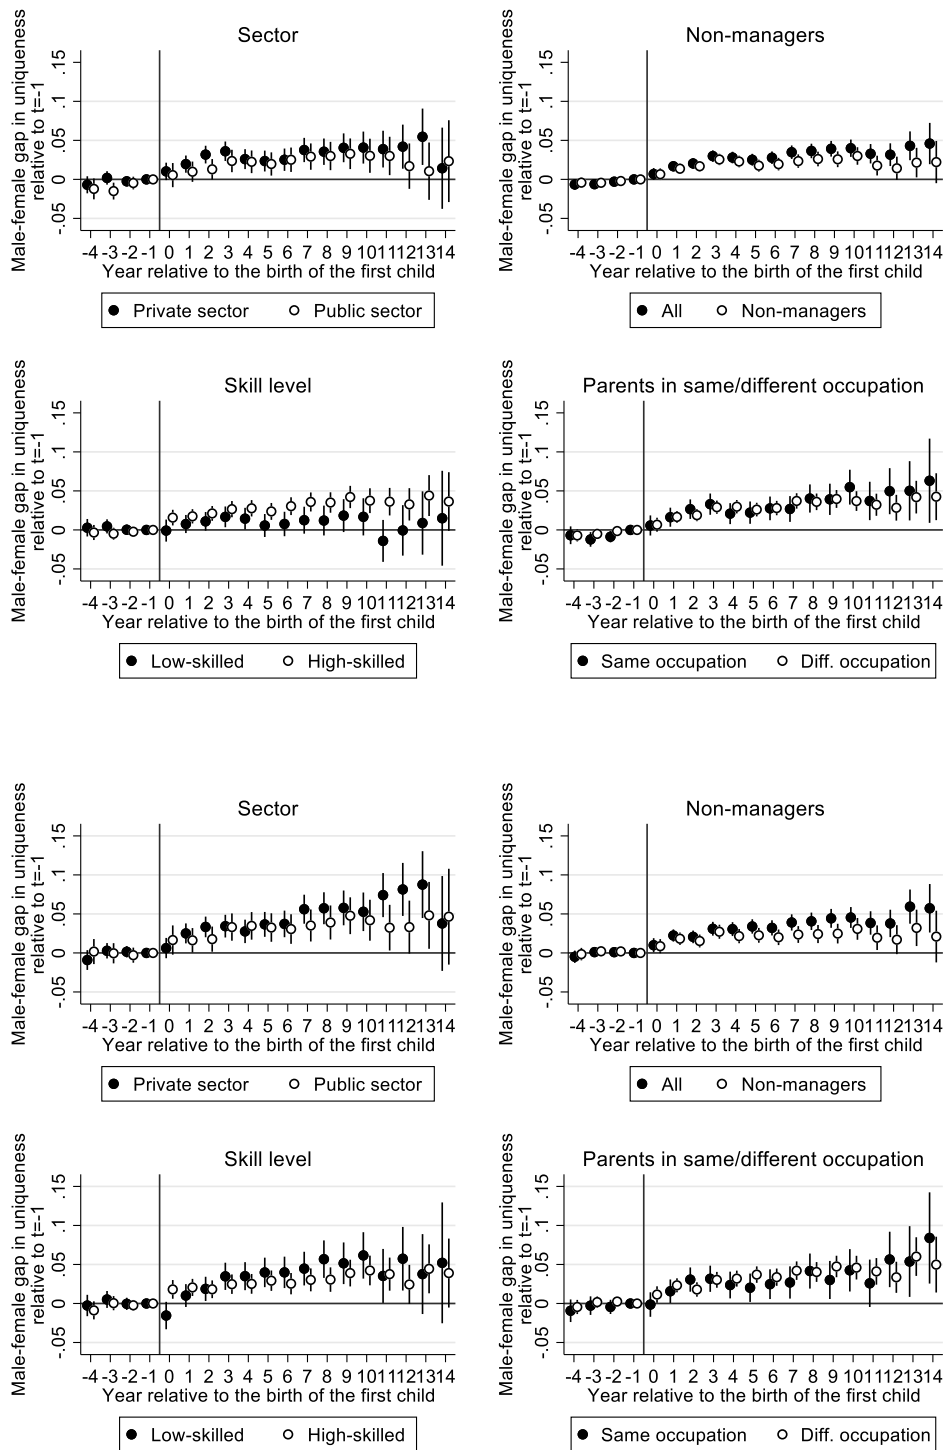 Sector
Male-female gap in uniqueness
relative to t=-1
.15
.1
.05
0
-.05
-4 -3 -2 -1 0 1 2 3 4 5 6 7 8 9 10 11 12 13 14
Year relative to the birth of the first child
Private sector Public sector
Non-managers
Male-female gap in uniqueness
relative to t=-1
.15
.1
.05
0
-.05
-4 -3 -2 -1 0 1 2 3 4 5 6 7 8 9 10 11 12 13 14
Year relative to the birth of the first child
All Non-managers
Skill level
Male-female gap in uniqueness
relative to t=-1
.15
.1
.05
0
-.05
-4 -3 -2 -1 0 1 2 3 4 5 6 7 8 9 10 11 12 13 14
Year relative to the birth of the first child
Low-skilled High-skilled
Parents in same/different occupation
Male-female gap in uniqueness
relative to t=-1
.15
.1
.05
0
-.05
-4 -3 -2 -1 0 1 2 3 4 5 6 7 8 9 10 11 12 13 14
Year relative to the birth of the first child
Same occupation Diff. occupation
Sector
Male-female gap in uniqueness
relative to t=-1
.15
.1
.05
0
-.05
-4 -3 -2 -1 0 1 2 3 4 5 6 7 8 9 10 11 12 13 14
Year relative to the birth of the first child
Private sector Public sector
Non-managers
Male-female gap in uniqueness
relative to t=-1
.15
.1
.05
0
-.05
-4 -3 -2 -1 0 1 2 3 4 5 6 7 8 9 10 11 12 13 14
Year relative to the birth of the first child
All Non-managers
Skill level
Male-female gap in uniqueness
relative to t=-1
.15
.1
.05
0
-.05
-4 -3 -2 -1 0 1 2 3 4 5 6 7 8 9 10 11 12 13 14
Year relative to the birth of the first child
Low-skilled High-skilled
Parents in same/different occupation
Male-female gap in uniqueness
relative to t=-1
.15
.1
.05
0
-.05
-4 -3 -2 -1 0 1 2 3 4 5 6 7 8 9 10 11 12 13 14
Year relative to the birth of the first child
Same occupation Diff. occupation